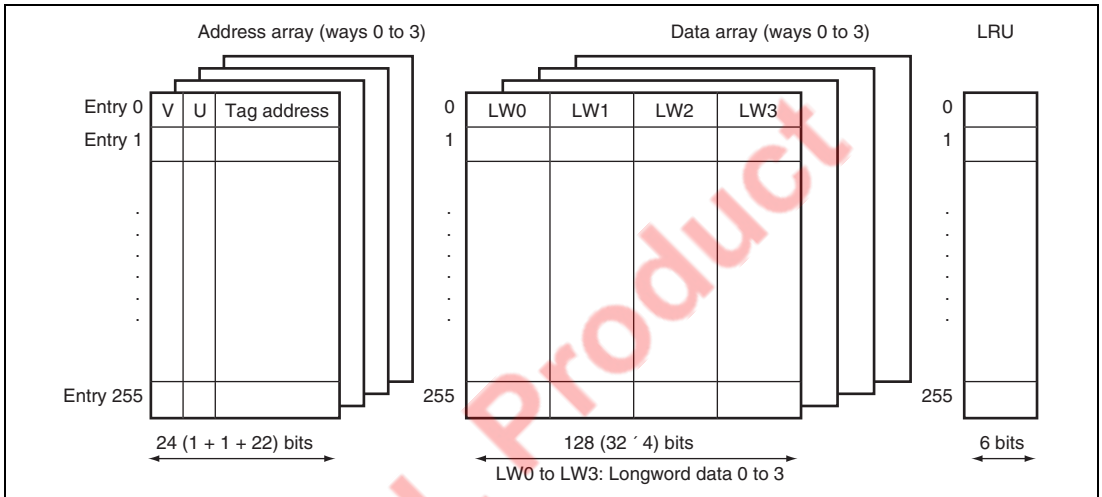 Address array (ways 0 to 3) Data array (ways 0 to 3) LRU
Entry 0 V U Tag address 0 LW0 LW1 LW2 LW3 0
Entry 1 1 1
.
.
.
.
.
.
Entry 255 255 255
24 (1 + 1 + 22) bits 128 (32 ´ 4) bits 6 bits
LW0 to LW3: Longword data 0 to 3
Product